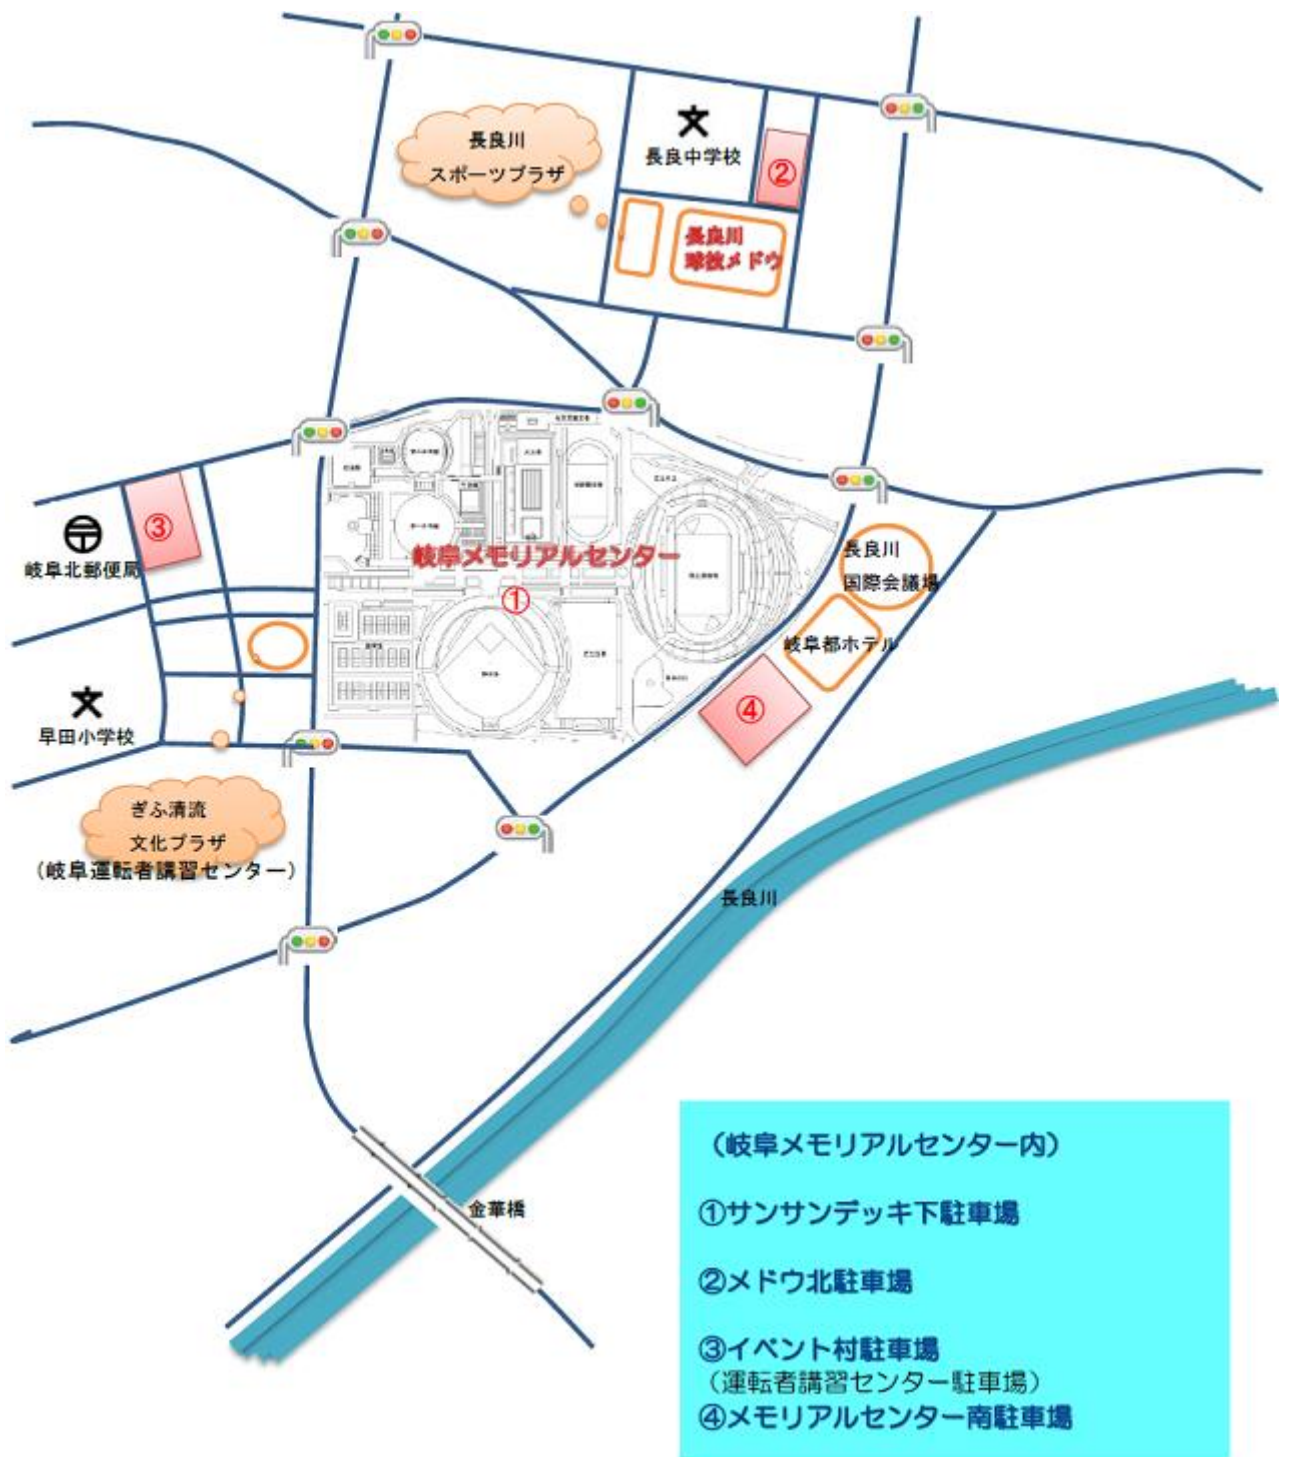 長良川
スポーツプラザ
文
長良中学校
②
長良川
球技メドウ
③
岐阜北郵便局
岐阜メモリアルセンター
①
長良川
国際会議場
岐阜都ホテル
④
文
早田小学校
ぎふ清流
文化プラザ
(岐阜運転者講習センター)
長良川
金華橋
(岐阜メモリアルセンター内)
①サンサンデッキ下駐車場
②メドウ北駐車場
③イベント村駐車場
(運転者講習センター駐車場)
④メモリアルセンター南駐車場